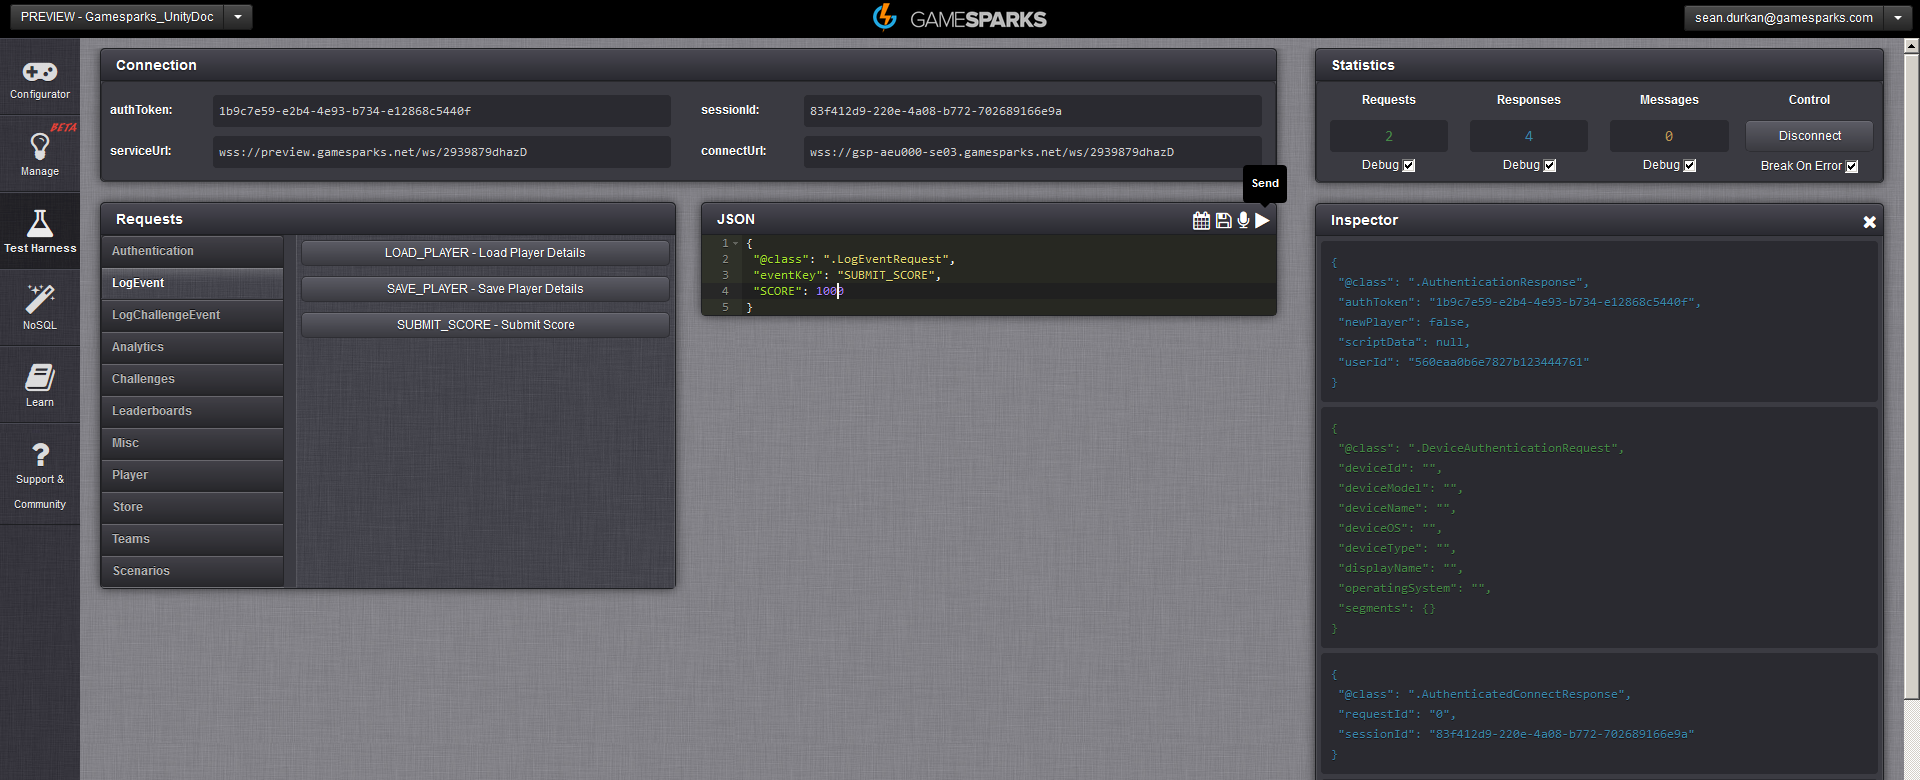 PREVIEW - Gamesparks_UnityDoc
GAMESPARKS
sean.durkan@gamesparks.com
Configurator
BETA
Manage
Test Harness
NoSQL
Learn
Support &
Community
Connection
authToken: 1b9c7e59-e2b4-4e93-b734-e12868c5440f
sessionId: 83f412d9-220e-4a08-b772-702689166e9a
serviceUrl: wss://preview.gamesparks.net/ws/2939879dhazD
connectUrl: wss://gsp-aeu000-se03.gamesparks.net/ws/2939879dhazD
Send
Statistics
Requests Responses Messages Control
2 4 0 Disconnect
Debug Debug Debug Break On Error
Requests
Authentication
LogEvent
LogChallengeEvent
Analytics
Challenges
Leaderboards
Misc
Player
Store
Teams
Scenarios
LOAD_PLAYER - Load Player Details
SAVE_PLAYER - Save Player Details
SUBMIT_SCORE - Submit Score
JSON
1 {
2 "@class": ".LogEventRequest",
3 "eventKey": "SUBMIT_SCORE",
4 "SCORE": 1000
5 }
Inspector
{
"@class": ".AuthenticationResponse",
"authToken": "1b9c7e59-e2b4-4e93-b734-e12868c5440f",
"newPlayer": false,
"scriptData": null,
"userId": "560eaa0b6e7827b123444761"
}
{
"@class": ".DeviceAuthenticationRequest",
"deviceId": "",
"deviceModel": "",
"deviceName": "",
"deviceOS": "",
"deviceType": "",
"displayName": "",
"operatingSystem": "",
"segments": {}
}
{
"@class": ".AuthenticatedConnectResponse",
"requestId": "0",
"sessionId": "83f412d9-220e-4a08-b772-702689166e9a"
}